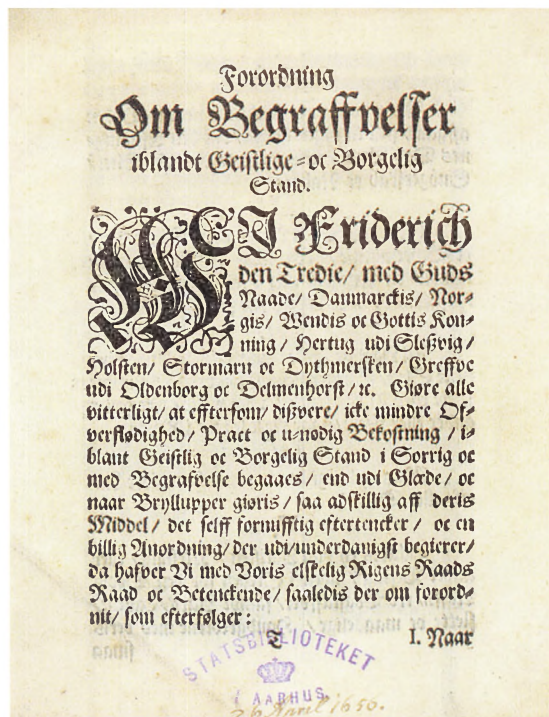 Forordning
Om Begraffvelser
iblandt Geistlige- oc Borgelig
Stand.
WI Friderich
den Tredie/ med Guds
Naade/ Danmarckis/ Nor-
gis/ Wendis oc Gottis Kon-
ning/ Hertug udi Sleßvig/
Holsten/ Stormarn oc Dythmersken/ Greffve
udi Oldenborg oc Delmenhorst/ ꝛc. Giøre alle
vitterligt/ at efftersom/ dißvere/ icke mindre Of-
verflødighed/ Pract oc u-nødig Bekostning/ i-
blant Geistlig oc Borgelig Stand i Sorrig oc
med Begrafvelse begaaes/ end udi Glæde/ oc
naar Bryllupper giøris/ saa adskillig aff deris
Middel/ det selff fornufftig eftertencker/ oc en
billig Anordning/ der udi/underdanigst begierer/
da hafver Vi med Voris elskelig Rigens Raads
Raad oc Betenckende/ saaledis der om forord-
nit/ som efterfølger:
I. Naar
STATSBIBLIOTEKET
AARHUS
26 April 1650.